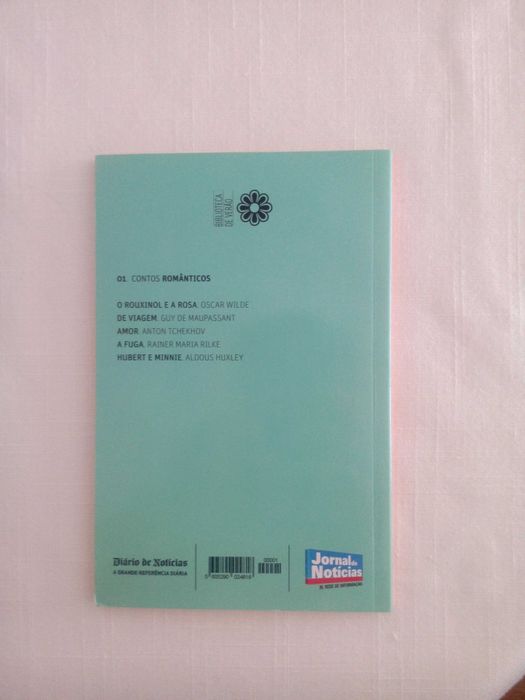 BIBLIOTECA
DE VERÃO
01. CONTOS ROMÂNTICOS
O ROUXINOL E A ROSA. OSCAR WILDE
DE VIAGEM. GUY DE MAUPASSANT
AMOR. ANTON TCHEKHOV
A FUGA. RAINER MARIA RILKE
HUBERT E MINNIE. ALDOUS HUXLEY
Diário de Notícias
A GRANDE REFERÊNCIA DIÁRIA
00001
Jornal de
Notícias